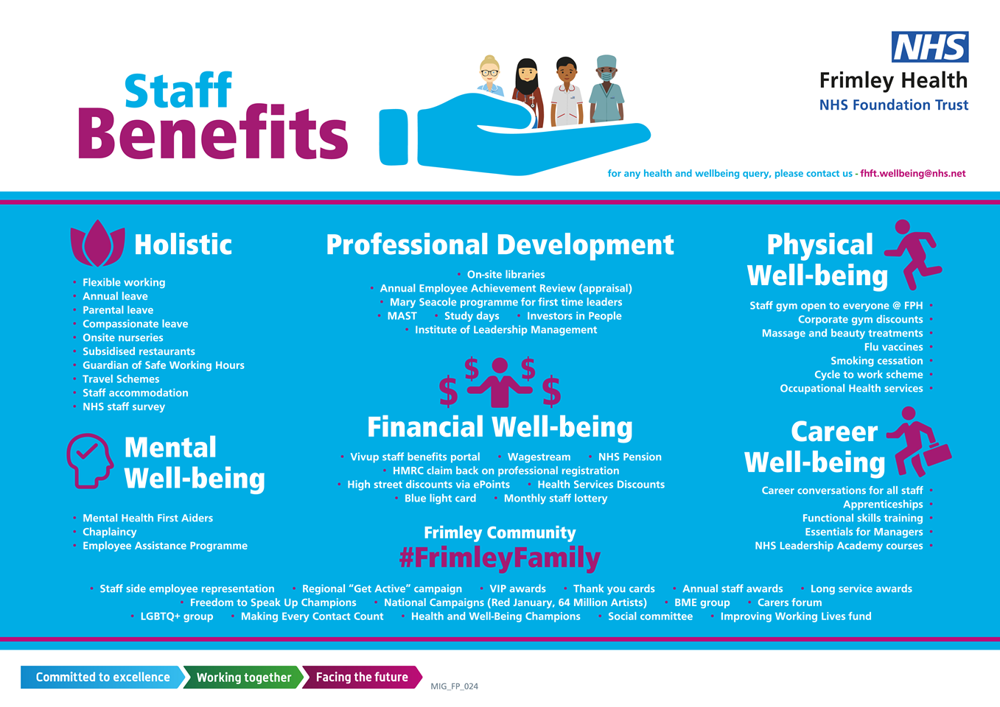 Staff
Benefits
NHS
Frimley Health
NHS Foundation Trust
for any health and wellbeing query, please contact us - fhft.wellbeing@nhs.net
Holistic
• Flexible working
• Annual leave
• Parental leave
• Compassionate leave
• Onsite nurseries
• Subsidised restaurants
• Guardian of Safe Working Hours
• Travel Schemes
• Staff accommodation
• NHS staff survey
Mental
Well-being
• Mental Health First Aiders
• Chaplaincy
• Employee Assistance Programme
Professional Development
• On-site libraries
• Annual Employee Achievement Review (appraisal)
• Mary Seacole programme for first time leaders
• MAST • Study days • Investors in People
• Institute of Leadership Management
$ $ $ $
Financial Well-being
• Vivup staff benefits portal • Wagestream • NHS Pension
• HMRC claim back on professional registration
• High street discounts via ePoints • Health Services Discounts
• Blue light card • Monthly staff lottery
Physical
Well-being
Staff gym open to everyone @ FPH •
Corporate gym discounts •
Massage and beauty treatments •
Flu vaccines •
Smoking cessation •
Cycle to work scheme •
Occupational Health services •
Career
Well-being
Career conversations for all staff •
Apprenticeships •
Functional skills training •
Essentials for Managers •
NHS Leadership Academy courses •
Frimley Community
#FrimleyFamily
• Staff side employee representation • Regional “Get Active” campaign • VIP awards • Thank you cards • Annual staff awards • Long service awards
• Freedom to Speak Up Champions • National Campaigns (Red January, 64 Million Artists) • BME group • Carers forum
• LGBTQ+ group • Making Every Contact Count • Health and Well-Being Champions • Social committee • Improving Working Lives fund
Committed to excellence Working together Facing the future
MIG_FP_024